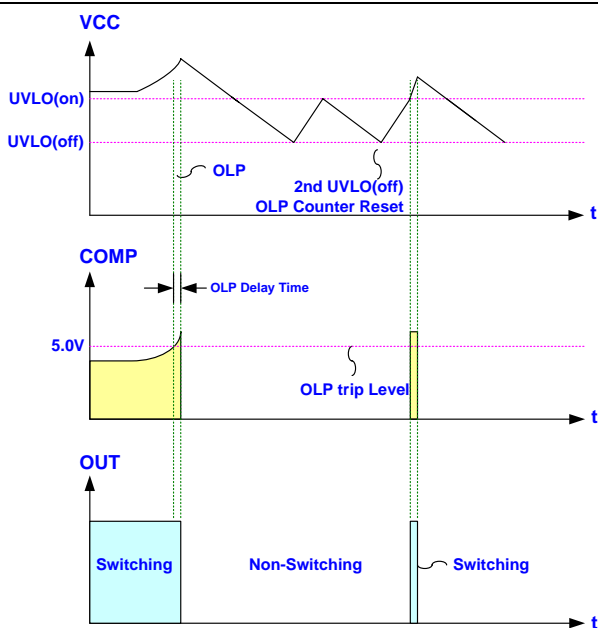 VCC
UVLO(on)
UVLO(off)
OLP
2nd UVLO(off)
OLP Counter Reset
t
COMP
OLP Delay Time
5.0V
OLP trip Level
t
OUT
Switching
Non-Switching
Switching
t